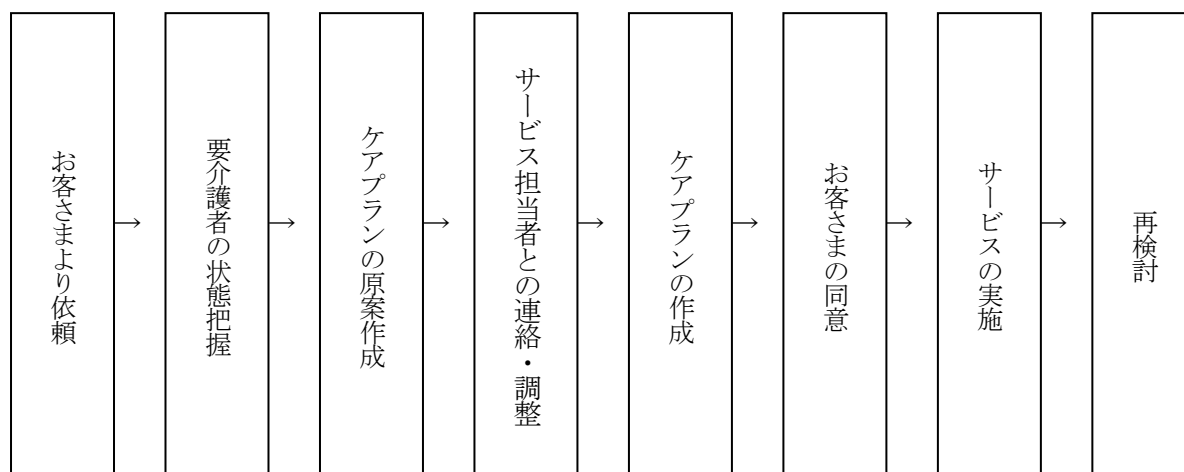 お客さまより依頼
→
要介護者の状態把握
→
ケアプランの原案作成
→
サービス担当者との連絡・調整
→
ケアプランの作成
→
お客さまの同意
→
サービスの実施
→
再検討